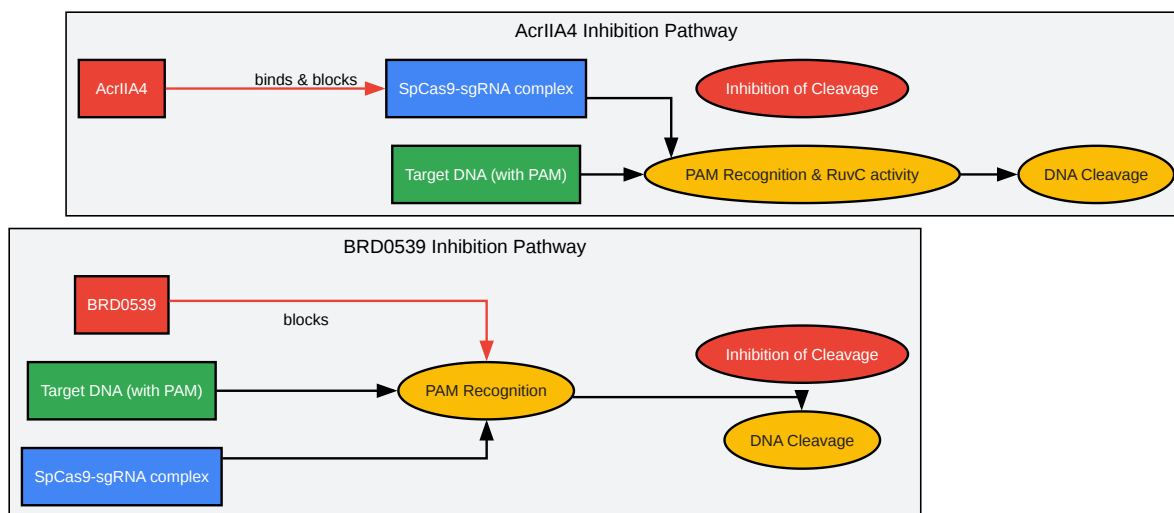 AcrIIA4 Inhibition Pathway
AcrIIA4
binds & blocks
SpCas9-sgRNA complex
Inhibition of Cleavage
Target DNA (with PAM)
PAM Recognition & RuvC activity
DNA Cleavage
BRD0539 Inhibition Pathway
BRD0539
blocks
Inhibition of Cleavage
Target DNA (with PAM)
PAM Recognition
DNA Cleavage
SpCas9-sgRNA complex